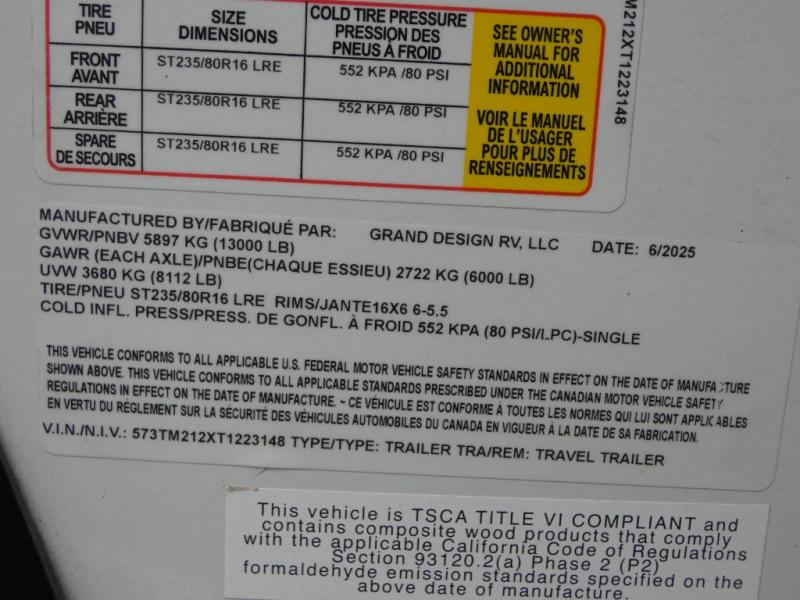 TIRE PNEU
SIZE DIMENSIONS
COLD TIRE PRESSURE PRESSION DES PNEUS À FROID
FRONT AVANT
ST235/80R16 LRE
552 KPA /80 PSI
REAR ARRIÈRE
ST235/80R16 LRE
552 KPA /80 PSI
SPARE DE SECOURS
ST235/80R16 LRE
552 KPA /80 PSI
SEE OWNER'S
MANUAL FOR
ADDITIONAL
INFORMATION
VOIR LE MANUEL
DE L'USAGER
POUR PLUS DE
RENSEIGNEMENTS
M212XT1223148
MANUFACTURED BY/FABRIQUÉ PAR: GRAND DESIGN RV, LLC DATE: 6/2025
GVWR/PNBV 5897 KG (13000 LB)
GAWR (EACH AXLE)/PNBE(CHAQUE ESSIEU) 2722 KG (6000 LB)
UVW 3680 KG (8112 LB)
TIRE/PNEU ST235/80R16 LRE RIMS/JANTE16X6 6-5.5
COLD INFL. PRESS/PRESS. DE GONFL. À FROID 552 KPA (80 PSI/LPC)-SINGLE
THIS VEHICLE CONFORMS TO ALL APPLICABLE U.S. FEDERAL MOTOR VEHICLE SAFETY STANDARDS IN EFFECT ON THE DATE OF MANUFACTURE
SHOWN ABOVE. THIS VEHICLE CONFORMS TO ALL APPLICABLE STANDARDS PRESCRIBED UNDER THE CANADIAN MOTOR VEHICLE SAFETY
REGULATIONS IN EFFECT ON THE DATE OF MANUFACTURE. ~ CE VÉHICULE EST CONFORME À TOUTES LES NORMES QUI LUI SONT APPLICABLES
EN VERTU DU RÉGLEMENT SUR LA SÉCURITÉ DES VÉHICULES AUTOMOBILES DU CANADA EN VIGUEUR À LA DATE DE SA FABRICATION.
V.I.N./N.I.V.: 573TM212XT1223148 TYPE/TYPE: TRAILER TRA/REM: TRAVEL TRAILER
This vehicle is TSCA TITLE VI COMPLIANT and
contains composite wood products that comply
with the applicable California Code of Regulations
Section 93120.2(a) Phase 2 (P2)
formaldehyde emission standards specified on the
above date of manufacture.